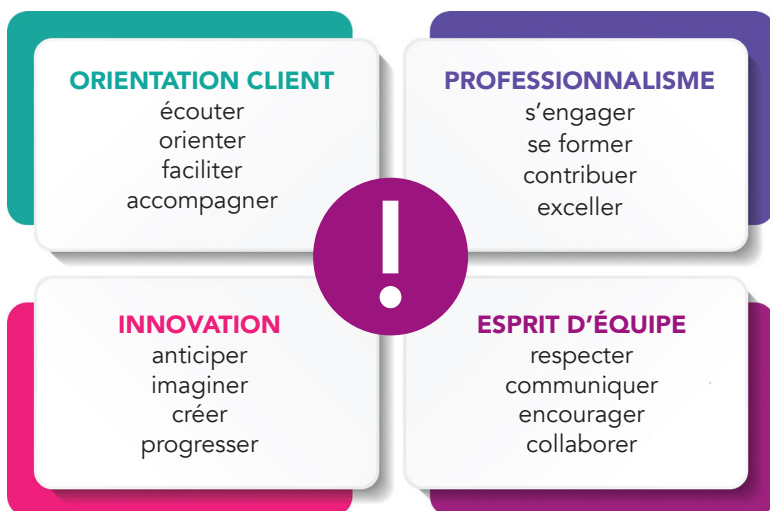 ORIENTATION CLIENT
écouter
orienter
faciliter
accompagner
PROFESSIONNALISME
s’engager
se former
contribuer
exceller
!
INNOVATION
anticiper
imaginer
créer
progresser
ESPRIT D’ÉQUIPE
respecter
communiquer
encourager
collaborer